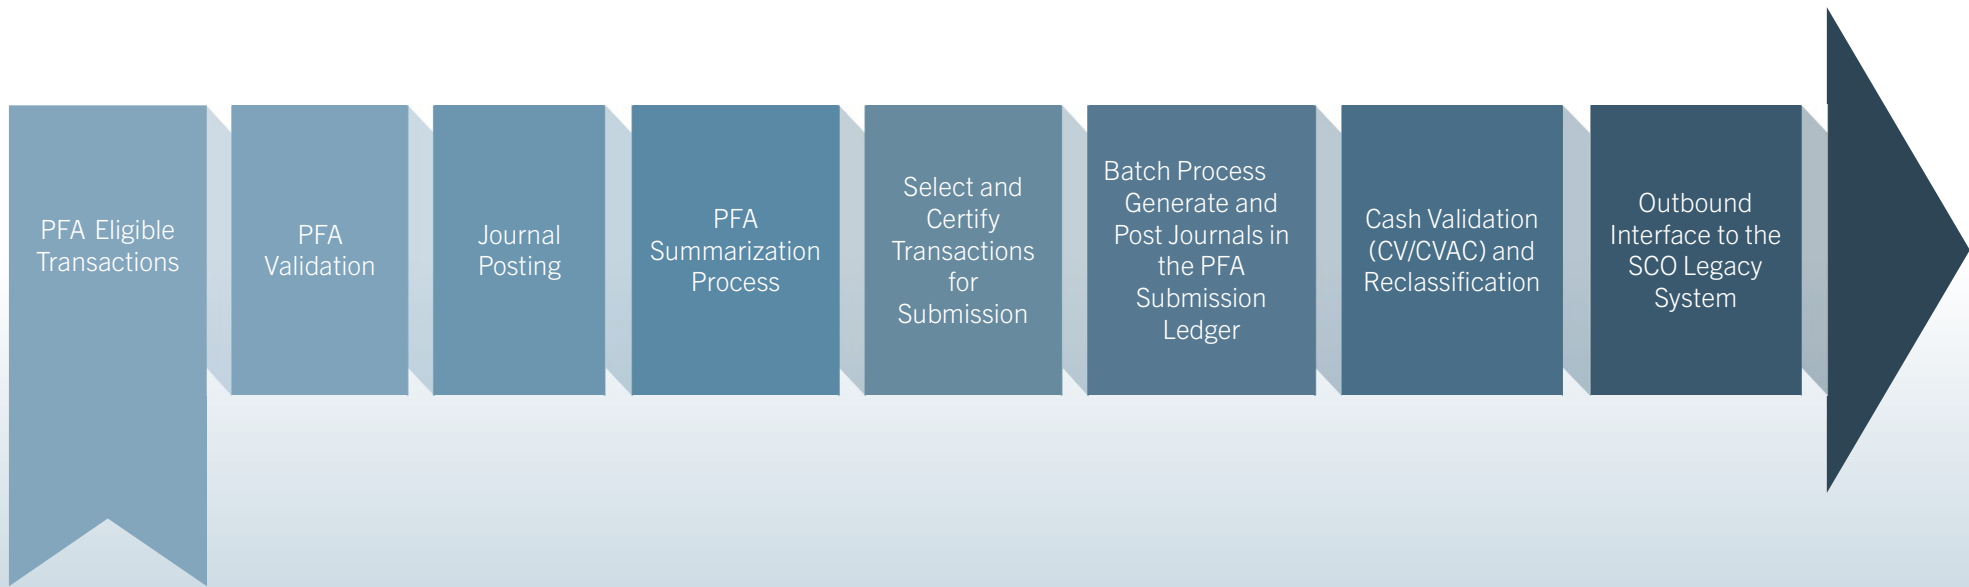 PFA Eligible
Transactions
PFA
Validation
Journal
Posting
PFA
Summarization
Process
Select and
Certify
Transactions
for
Submission
Batch Process
Generate and
Post Journals in
the PFA
Submission
Ledger
Cash Validation
(CV/CVAC) and
Reclassification
Outbound
Interface to the
SCO Legacy
System